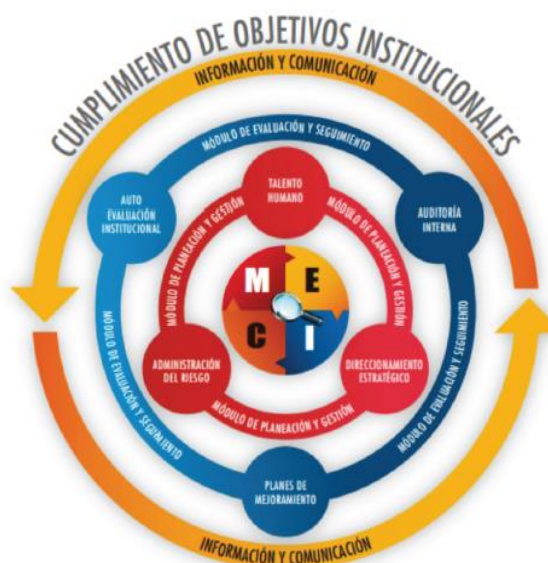 CUMPLIMIENTO DE OBJETIVOS INSTITUCIONALES
INFORMACIÓN Y COMUNICACIÓN
MÓDULO DE EVALUACIÓN Y SEGUIMIENTO
AUTO
EVALUACIÓN
INSTITUCIONAL
TALENTO
HUMANO
AUDITORÍA
INTERNA
MÓDULO DE PLANEACIÓN Y GESTIÓN
MÓDULO DE PLANEACIÓN Y GESTIÓN
M E
C I
ADMINISTRACIÓN
DEL RIESGO
DIRECCIONAMIENTO
ESTRATÉGICO
MÓDULO DE PLANEACIÓN Y GESTIÓN
MÓDULO DE EVALUACIÓN Y SEGUIMIENTO
MÓDULO DE EVALUACIÓN Y SEGUIMIENTO
PLANES DE
MEJORAMIENTO
INFORMACIÓN Y COMUNICACIÓN